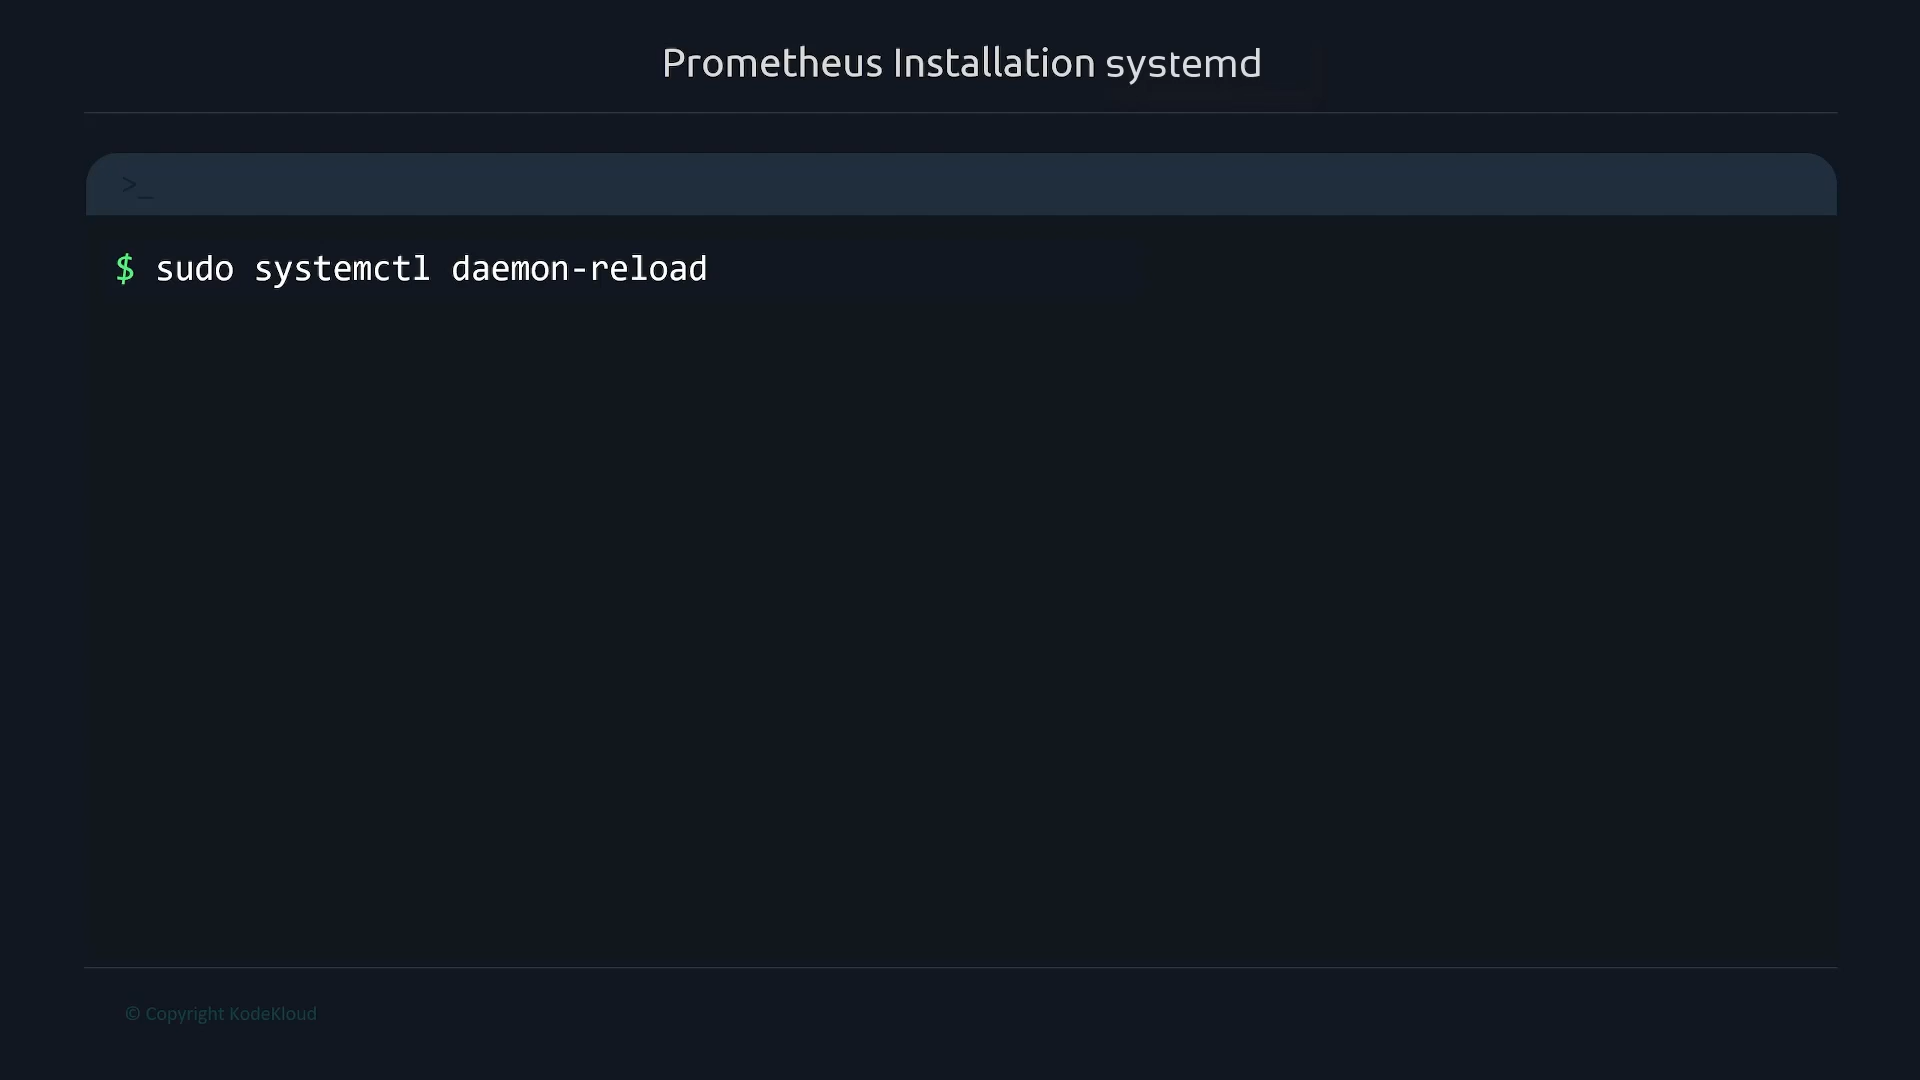 Prometheus Installation systemd
>_
$ sudo systemctl daemon-reload
© Copyright KodeKloud